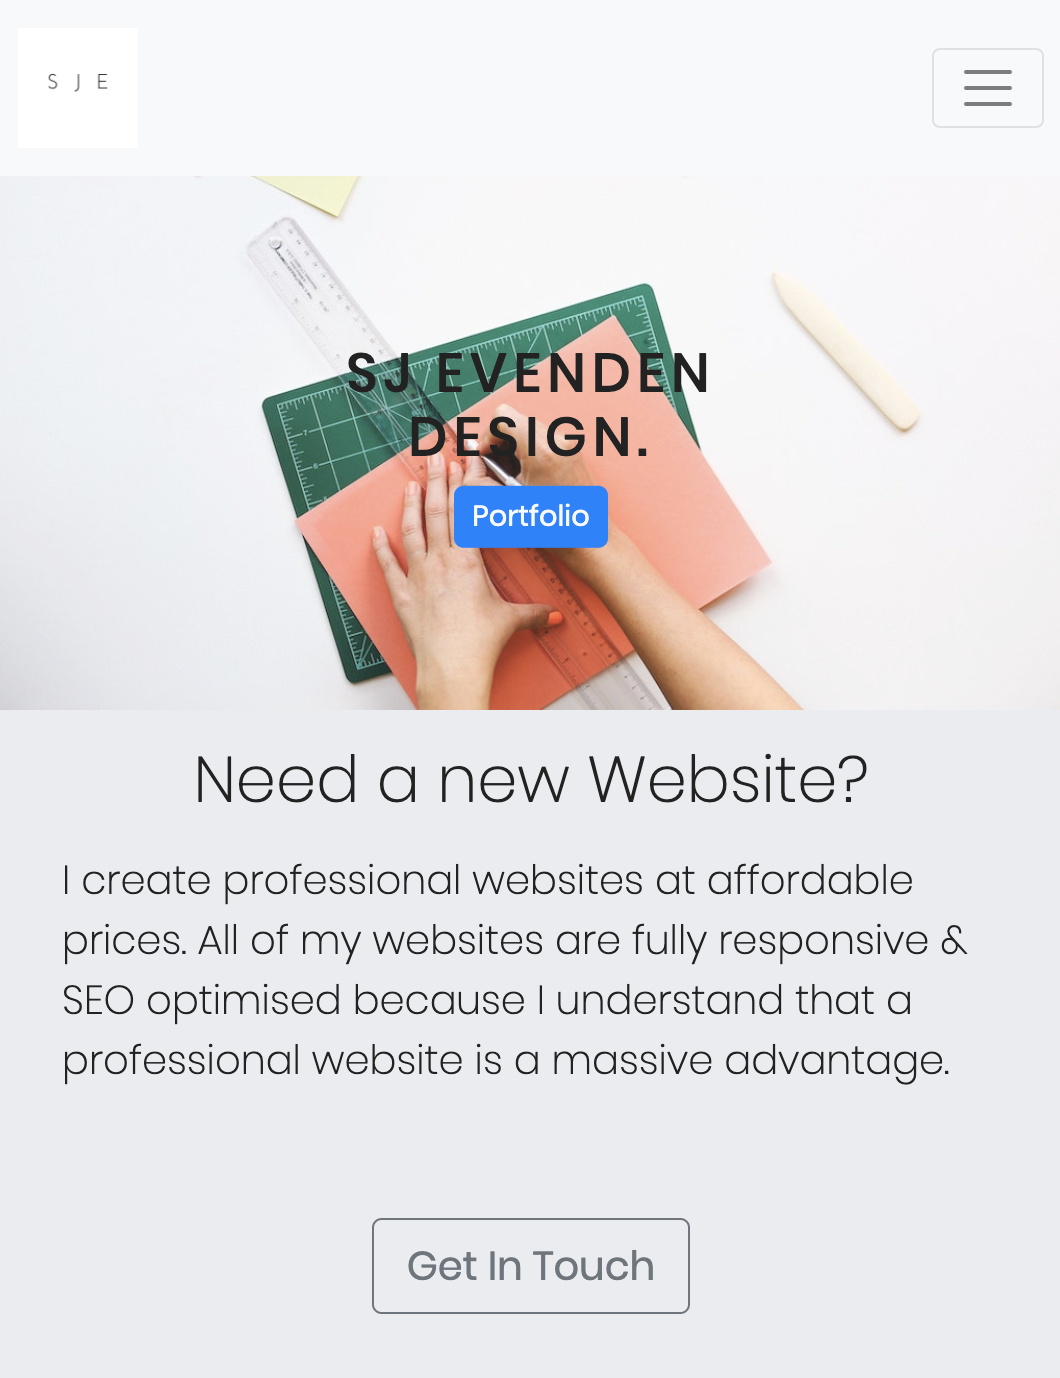 S J E
SJ EVENDEN
DESIGN.
Portfolio
Need a new Website?
I create professional websites at affordable
prices. All of my websites are fully responsive &
SEO optimised because I understand that a
professional website is a massive advantage.
Get In Touch